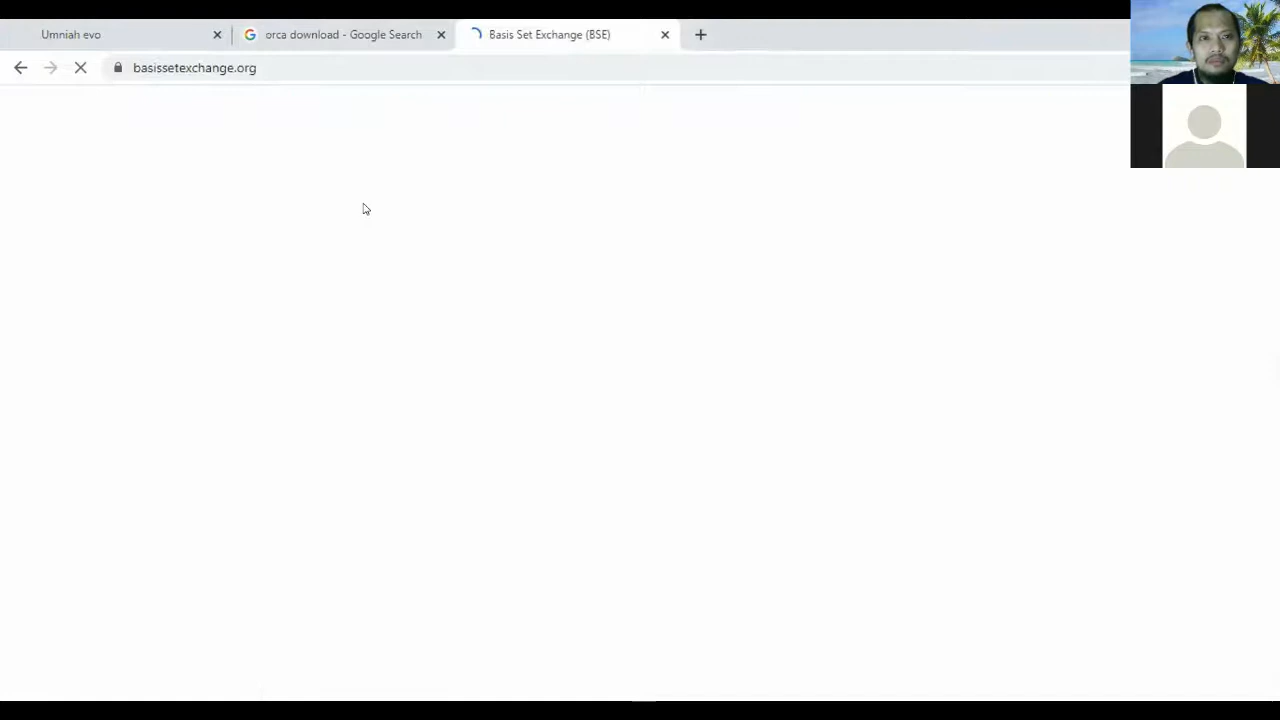 Umniah evo
orca download - Google Search
Basis Set Exchange (BSE)
basissetexchange.org